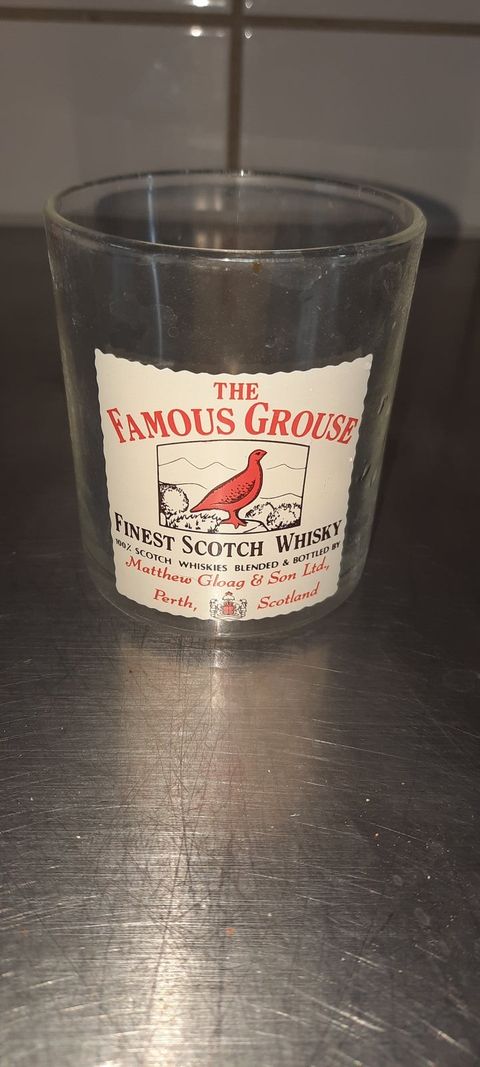 THE
FAMOUS GROUSE
FINEST SCOTCH WHISKY
100% SCOTCH WHISKIES BLENDED & BOTTLED BY
Matthew Gloag & Son Ltd.,
Perth, Scotland